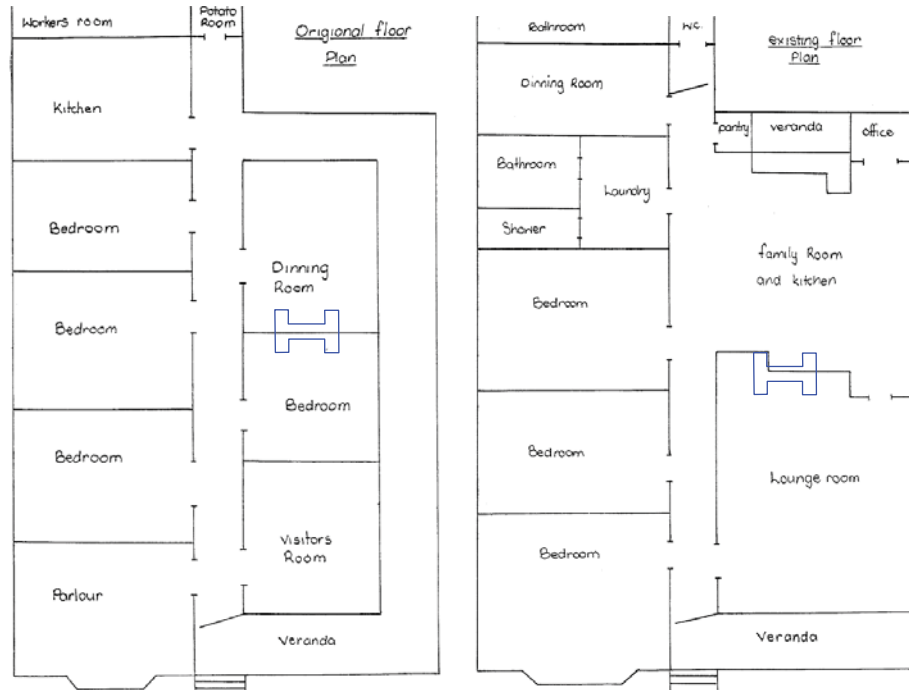 Workers room
Potato
Room
Origional floor
Plan
Kitchen
Bedroom
Dinning
Room
Bedroom
Bedroom
Bedroom
Visitors
Room
Parlour
Veranda
Bathroom
W.C.
existing floor
Plan
Dinning Room
pantry
veranda
office
Bathroom
Laundry
Shower
family Room
and kitchen
Bedroom
Bedroom
Lounge room
Bedroom
Veranda